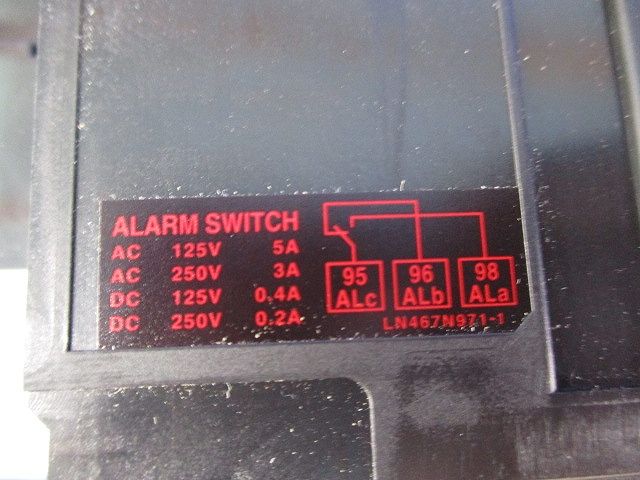 ALARM SWITCH
AC 125V 5A
AC 250V 3A
DC 125V 0.4A
DC 250V 0.2A
95 96 98
ALc ALb ALa
LN467N971-1